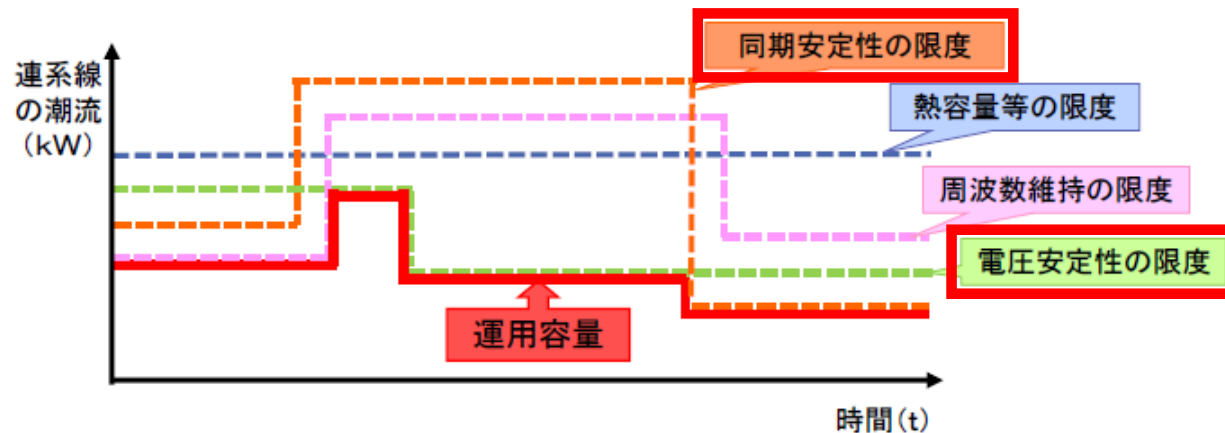 連系線
の潮流
(kW)
同期安定性の限度
熱容量等の限度
周波数維持の限度
電圧安定性の限度
運用容量
時間(t)